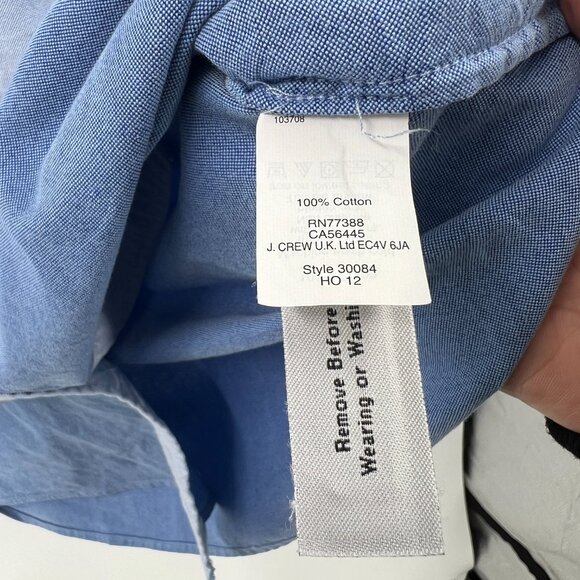 103708
100% Cotton
RN77388
CA56445
J. CREW U.K. Ltd EC4V 6JA
Style 30084
HO 12
Remove Before
Wearing or Washi